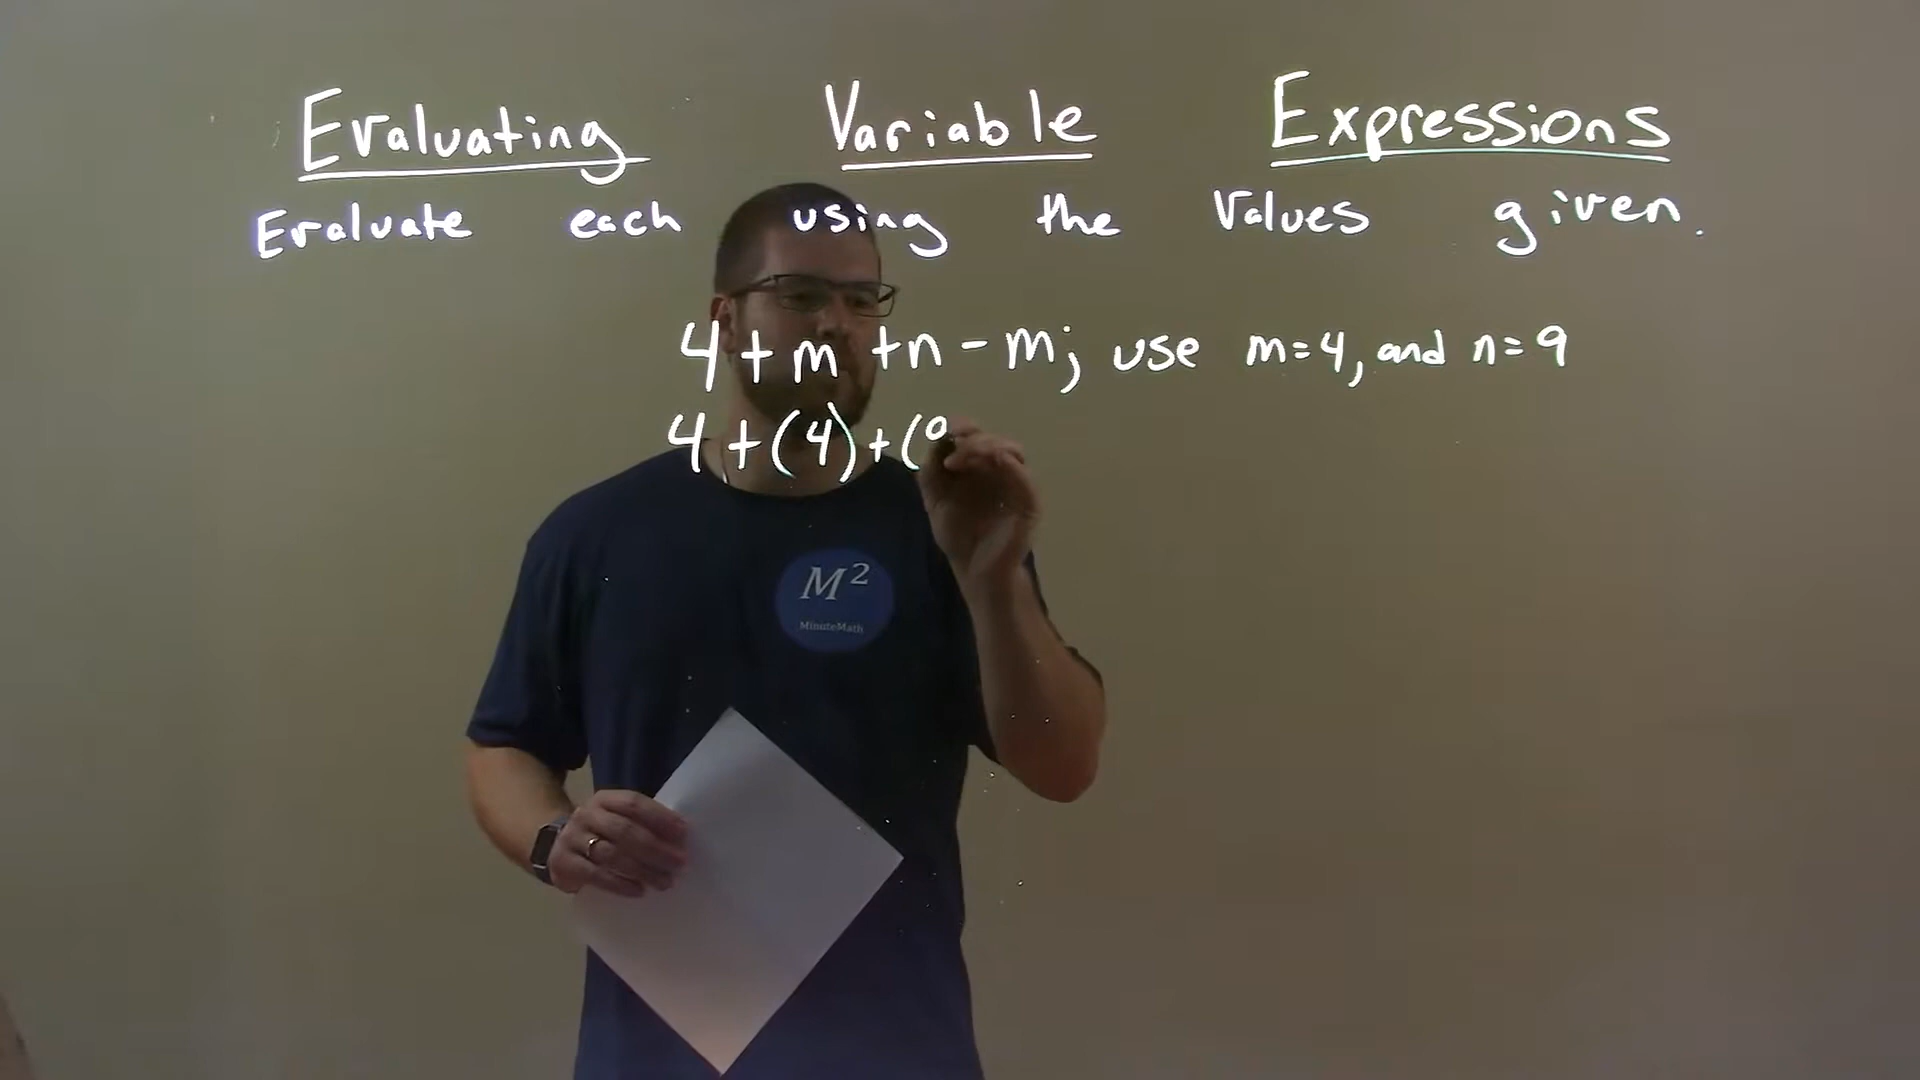 Evaluating Variable Expressions
Evaluate each using the values given.
4+m+n-m; use m=4, and n=9
4+(4)+(
M²
MinuteMath